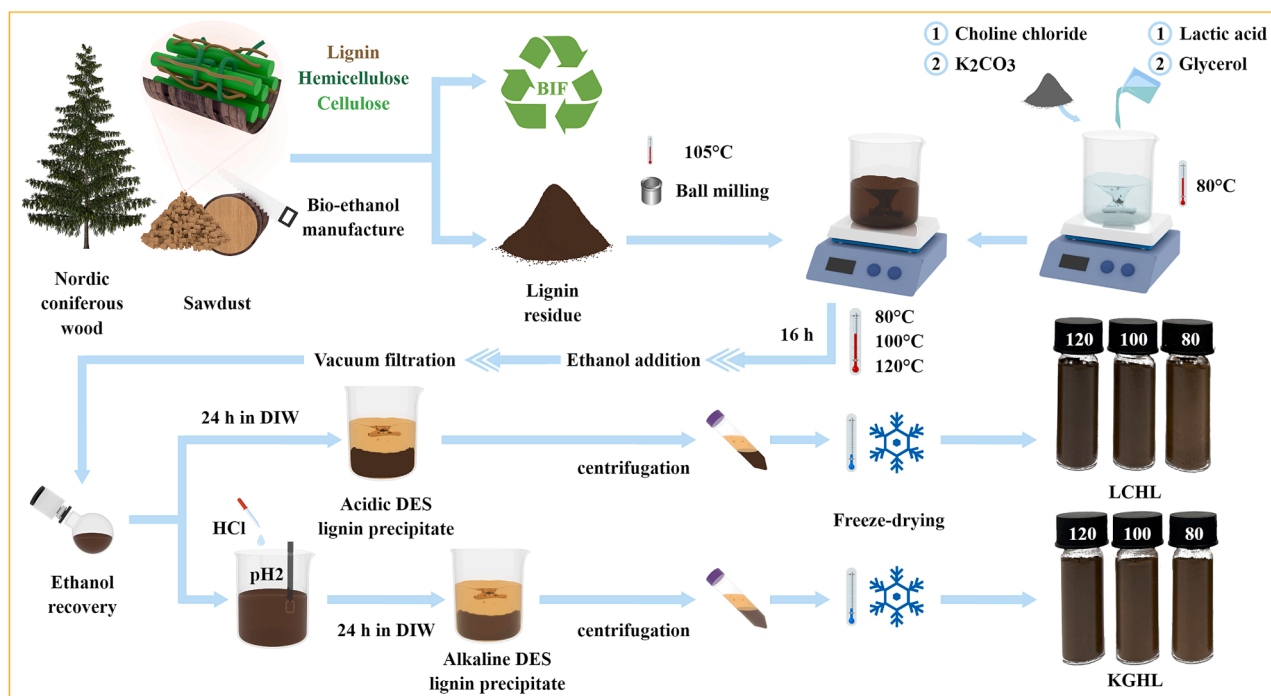 Lignin
Hemicellulose
Cellulose
BIF
1 Choline chloride
2 K2CO3
1 Lactic acid
2 Glycerol
105°C
Ball milling
80°C
Bio-ethanol
manufacture
Nordic
coniferous
wood
Sawdust
Lignin
residue
16 h
80°C
100°C
120°C
Vacuum filtration
Ethanol addition
120 100 80
LCHL
24 h in DIW
Acidic DES
lignin precipitate
centrifugation
Freeze-drying
Ethanol
recovery
HCl
pH2
24 h in DIW
Alkaline DES
lignin precipitate
centrifugation
120 100 80
KGHL